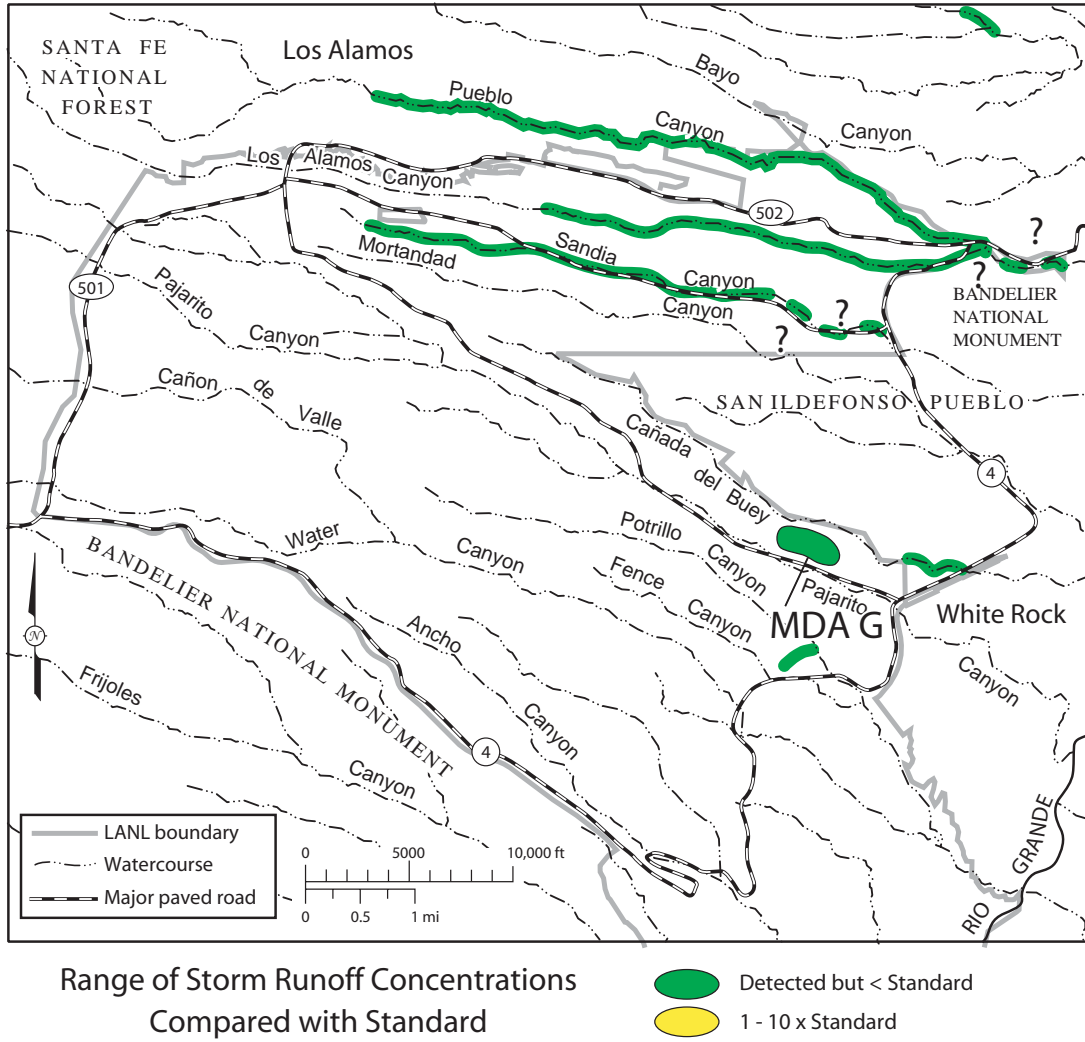 SANTA FE
NATIONAL
FOREST
Los Alamos
Bayo
Canyon
Pueblo
Canyon
Los Alamos Canyon
502
501
Sandia
Canyon
Mortandad
Canyon
?
?
?
?
BANDELIER
NATIONAL
MONUMENT
Pajarito
Canyon
Cañon de Valle
SAN ILDEFONSO PUEBLO
Cañada del Buey
4
Water
Canyon
Potrillo
Canyon
Fence
Canyon
Pajarito
Canyon
MDA G
White Rock
BANDELIER NATIONAL MONUMENT
N
Ancho
Canyon
Frijoles
Canyon
4
RIO GRANDE
LANL boundary
Watercourse
Major paved road
0 5000 10,000 ft
0 0.5 1 mi
Range of Storm Runoff Concentrations
Compared with Standard
Detected but < Standard
1 - 10 x Standard